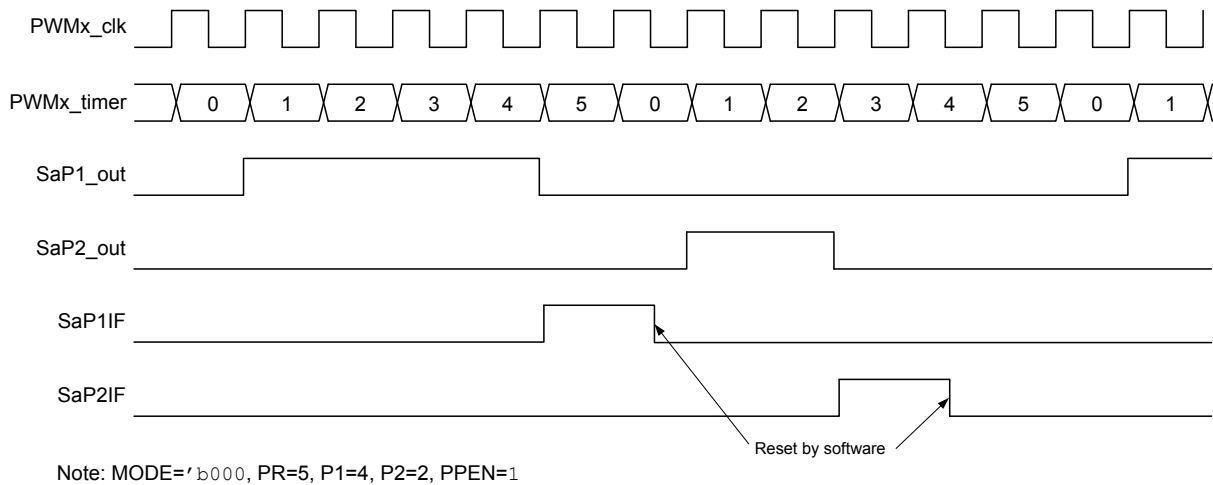 PWMx_clk
PWMx_timer
0 1 2 3 4 5 0 1 2 3 4 5 0 1
SaP1_out
SaP2_out
SaP1IF
SaP2IF
Reset by software
Note: MODE='b000, PR=5, P1=4, P2=2, PPEN=1